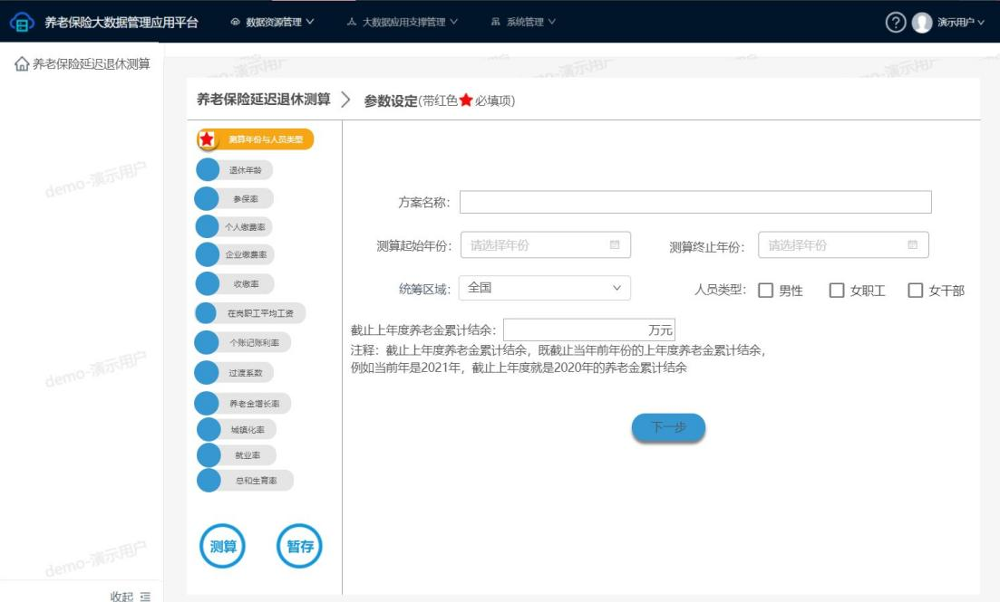 养老保险大数据管理应用平台 数据资源管理 大数据应用支撑管理 系统管理 ? 演示用户
养老保险延迟退休测算
养老保险延迟退休测算 > 参数设定(带红色★必填项)
测算年份与人员类型
退休年龄
参保率
个人缴费率
企业缴费率
收缴率
在岗职工平均工资
个账记账利率
过渡系数
养老金增长率
城镇化率
就业率
总和生育率
测算 暂存
方案名称:
测算起始年份: 请选择年份 测算终止年份: 请选择年份
统筹区域: 全国 人员类型: 男性 女职工 女干部
截止上年度养老金累计结余: 万元
注释:截止上年度养老金累计结余,既截止当年前年份的上年度养老金累计结余,
例如当前年是2021年,截止上年度就是2020年的养老金累计结余
下一步
demo-演示用户
demo-演示用户
demo-演示用户
收起